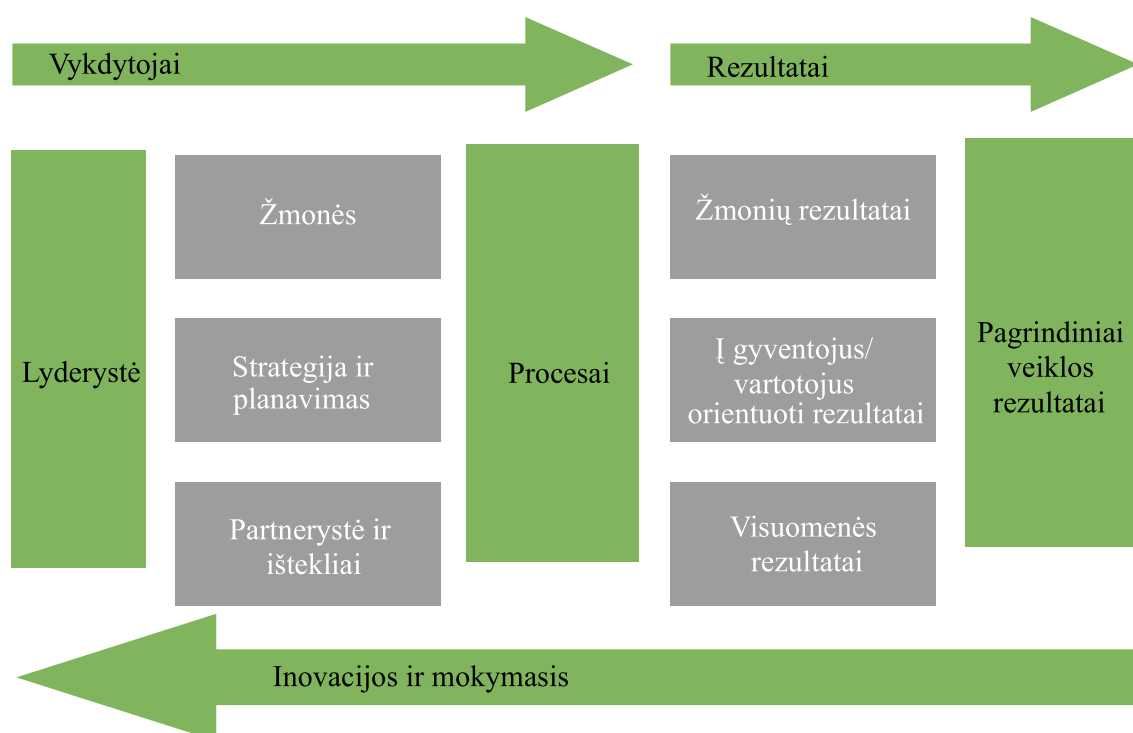 Vykdytojai
Rezultatai
Lyderystė
Žmonės
Strategija ir
planavimas
Partnerystė ir
ištekliai
Procesai
Žmonių rezultatai
Į gyventojus/
vartotojus
orientuoti rezultatai
Visuomenės
rezultatai
Pagrindiniai
veiklos
rezultatai
Inovacijos ir mokymasis